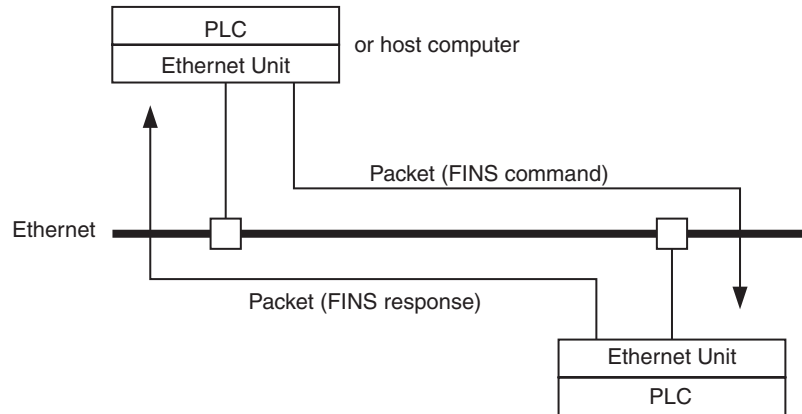 PLC
or host computer
Ethernet Unit
Packet (FINS command)
Ethernet
Packet (FINS response)
Ethernet Unit
PLC